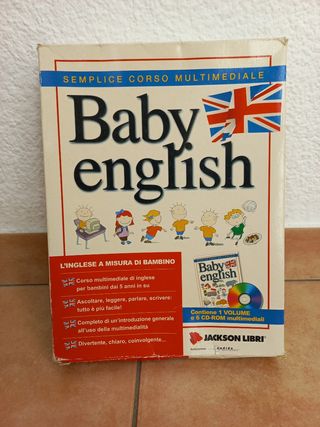 SEMPLICE CORSO MULTIMEDIALE
Baby
english
L'INGLESE A MISURA DI BAMBINO
Corso multimediale di inglese
per bambini dai 5 anni in su
Ascoltare, leggere, parlare, scrivere:
tutto è più facile!
Completo di un'introduzione generale
all'uso della multimedialità
Divertente, chiaro, coinvolgente...
Baby
english
Contiene 1 VOLUME
e 5 CD-ROM multimediali
JACKSON LIBRI